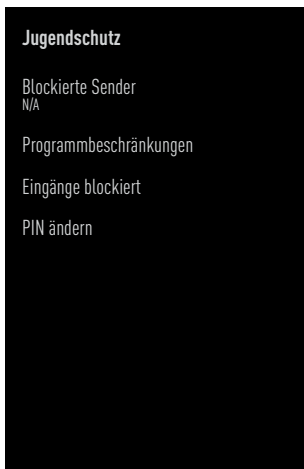 Jugendschutz
Blockierte Sender
N/A
Programmbeschränkungen
Eingänge blockiert
PIN ändern